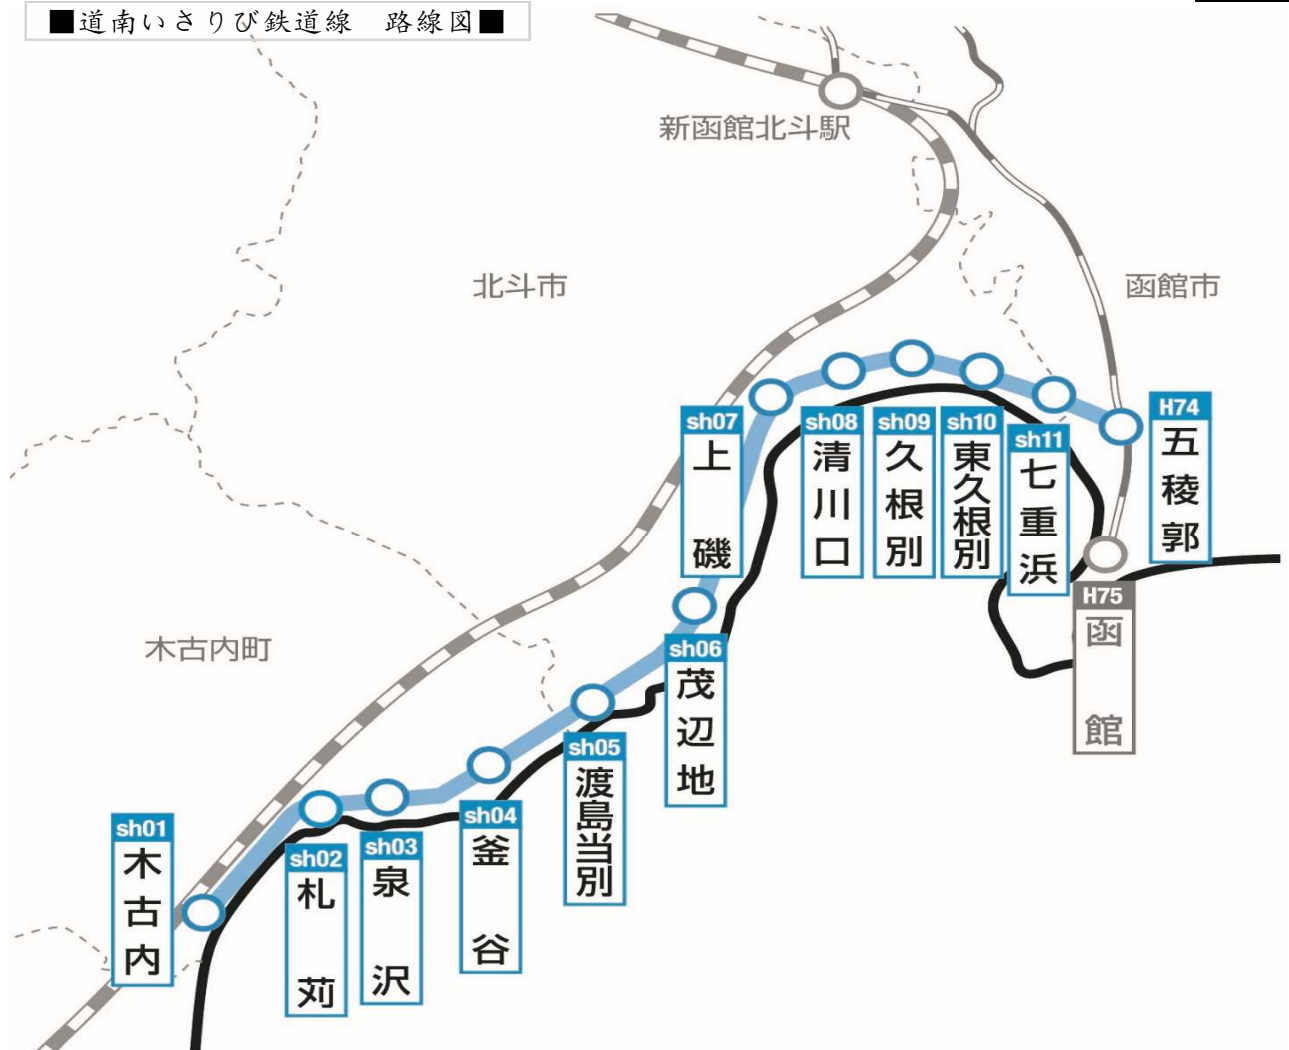 ■道南いさりび鉄道線　路線図■
新函館北斗駅
北斗市
函館市
木古内町
sh01
木古内
sh02
札苅
sh03
泉沢
sh04
釜谷
sh05
渡島当別
sh06
茂辺地
sh07
上磯
sh08
清川口
sh09
久根別
sh10
東久根別
sh11
七重浜
H74
五稜郭
H75
函館